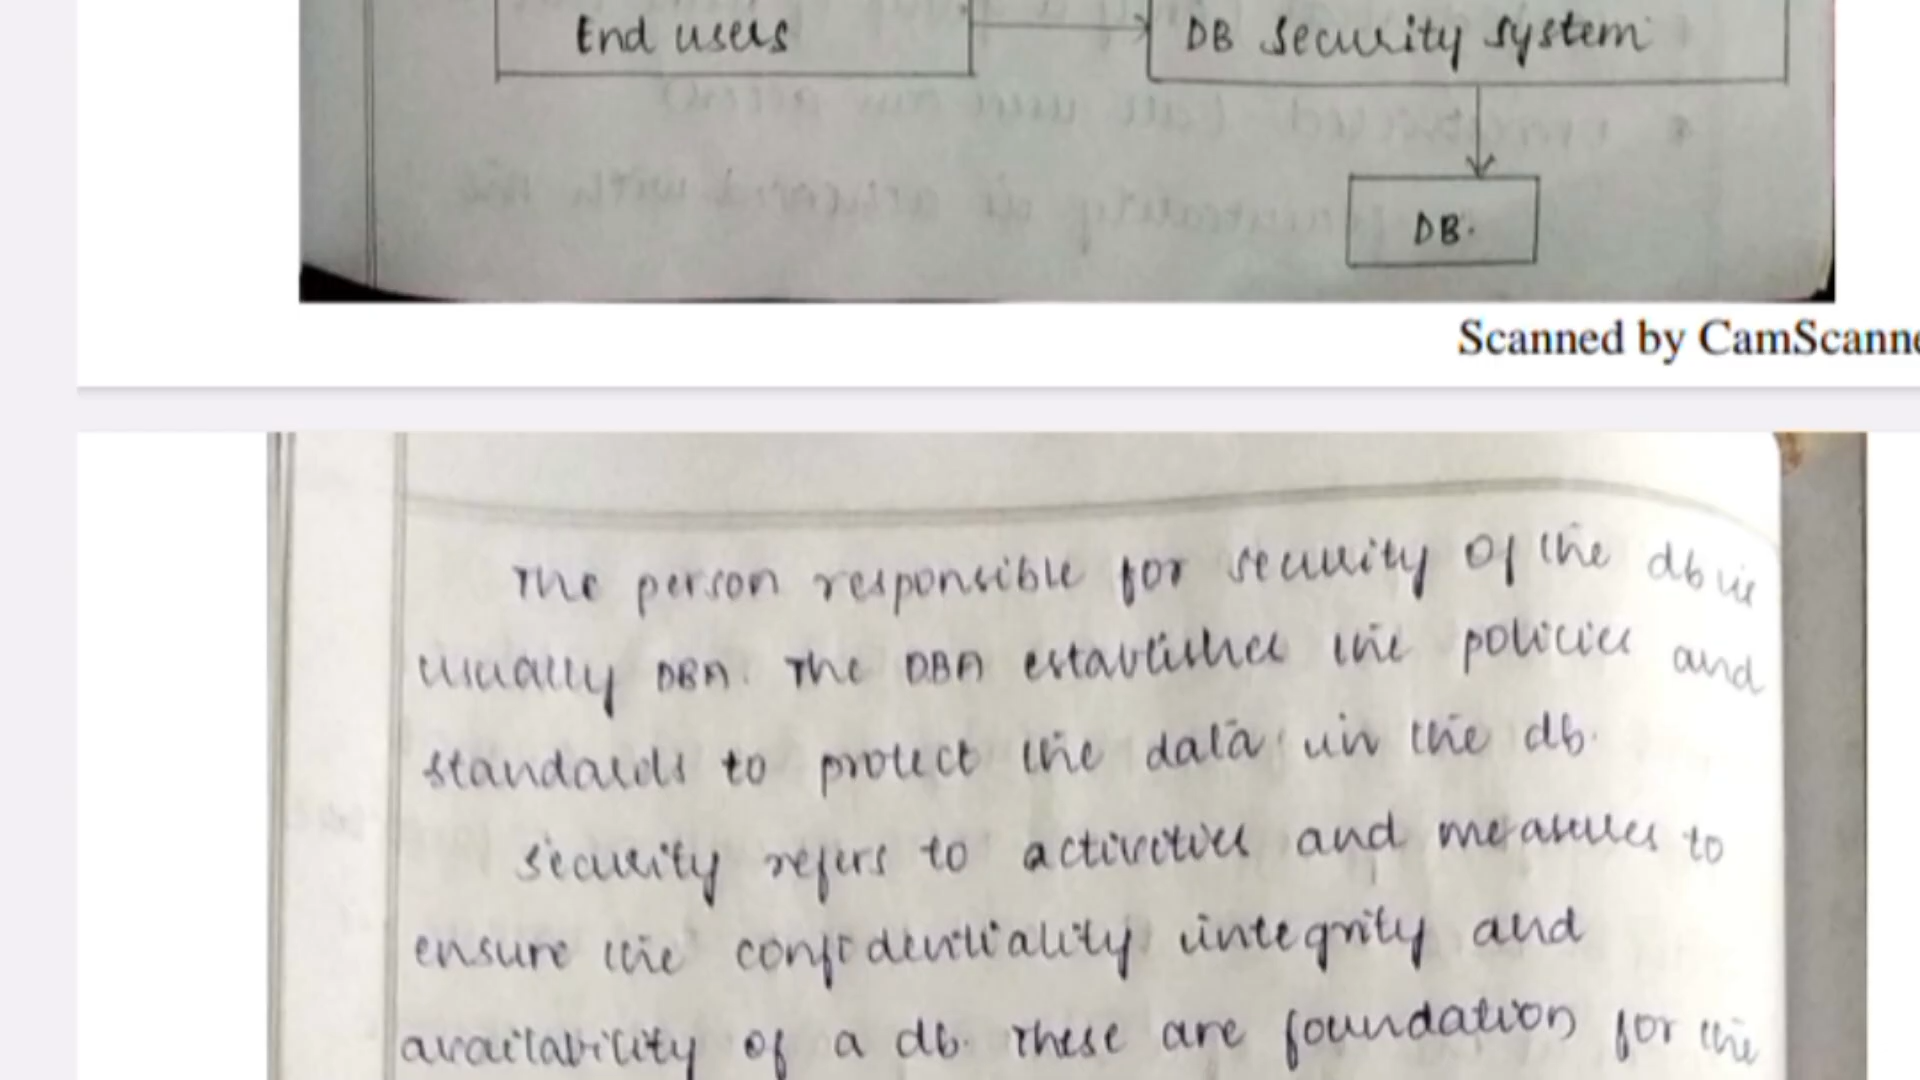 End users
DB Security system
DB.
Scanned by CamScanne
The person responsible for security of the db is
usually DBA. The DBA establishes the policies and
standards to protect the data in the db.
Security refers to activities and measures to
ensure the confidentiality integrity and
availability of a db. These are foundation for the